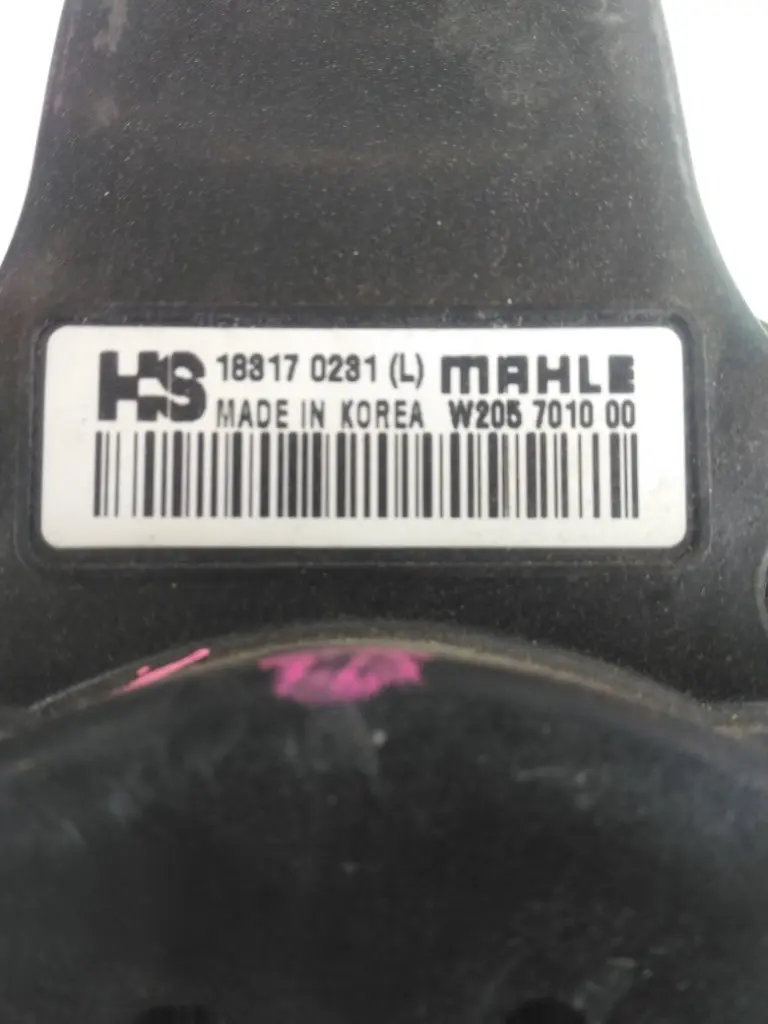 HS 18317 0231 (L) MAHLE
MADE IN KOREA W205 7010 00